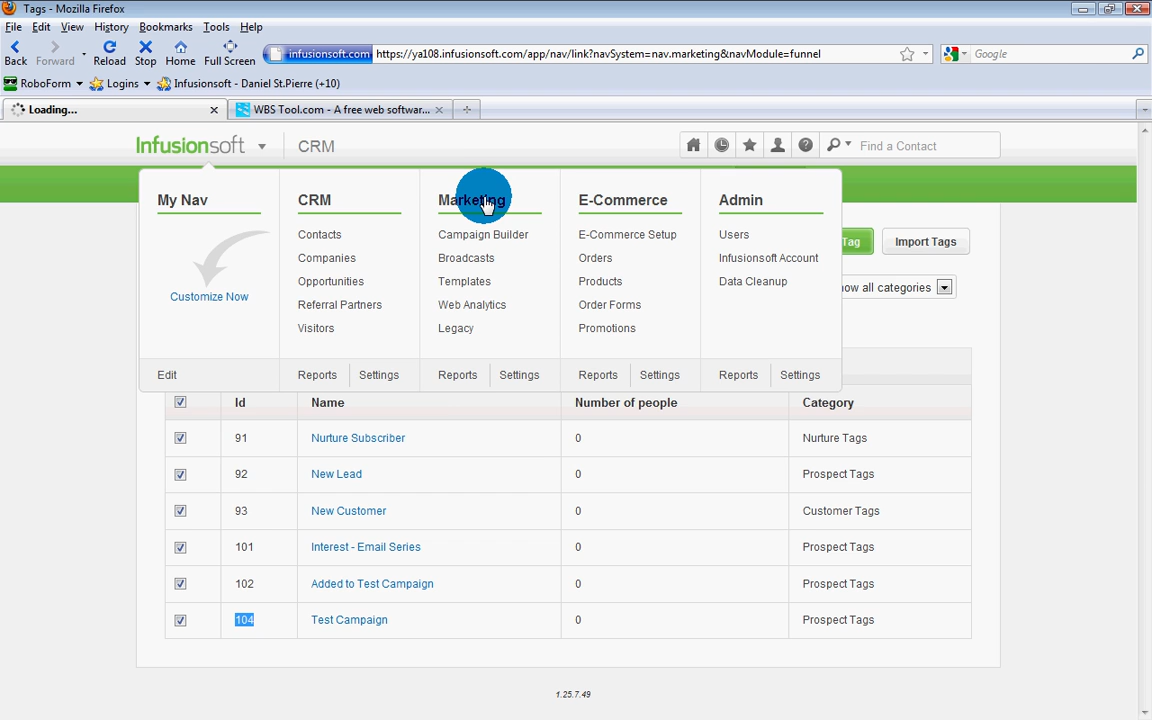 Tags - Mozilla Firefox
File Edit View History Bookmarks Tools Help
Back Forward Reload Stop Home Full Screen infusionsoft.com https://ya108.infusionsoft.com/app/nav/link?navSystem=nav.marketing&navModule=funnel Google
RoboForm Logins Infusionsoft - Daniel St.Pierre (+10)
Loading... WBS Tool.com - A free web softwar...
Infusionsoft CRM Find a Contact
My Nav CRM Marketing E-Commerce Admin
Contacts Campaign Builder E-Commerce Setup Users Tag Import Tags
Companies Broadcasts Orders Infusionsoft Account
Customize Now Opportunities Templates Products Data Cleanup ow all categories
Referral Partners Web Analytics Order Forms
Visitors Legacy Promotions
Edit Reports Settings Reports Settings Reports Settings Reports Settings
Id Name Number of people Category
91 Nurture Subscriber 0 Nurture Tags
92 New Lead 0 Prospect Tags
93 New Customer 0 Customer Tags
101 Interest - Email Series 0 Prospect Tags
102 Added to Test Campaign 0 Prospect Tags
104 Test Campaign 0 Prospect Tags
1.25.7.49